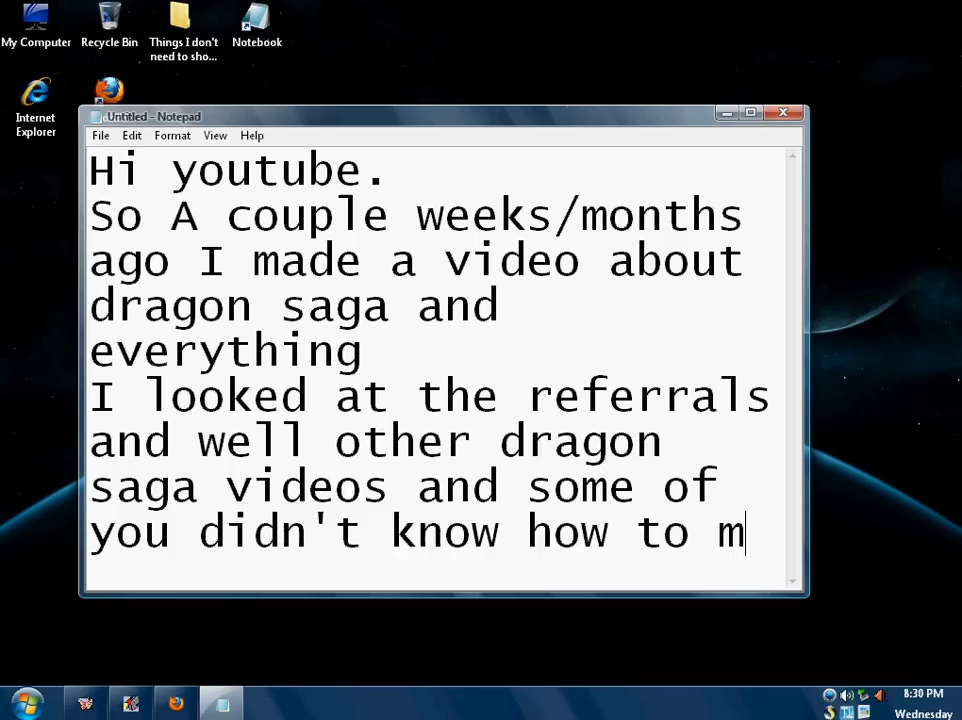 My Computer
Recycle Bin
Things I don't
need to sho...
Notebook
Internet
Explorer
Untitled - Notepad
File Edit Format View Help
Hi youtube.
So A couple weeks/months
ago I made a video about
dragon saga and
everything
I looked at the referrals
and well other dragon
saga videos and some of
you didn't know how to m
8:30 PM
Wednesday